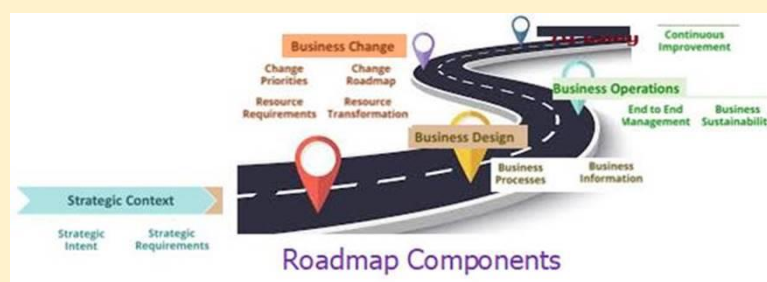 Business Change
Change
Priorities
Change
Roadmap
Resource
Requirements
Resource
Transformation
Continuous
Improvement
Business Operations
End to End
Management
Business
Sustainabilit
Business Design
Business
Processes
Business
Information
Strategic Context
Strategic
Intent
Strategic
Requirements
Roadmap Components